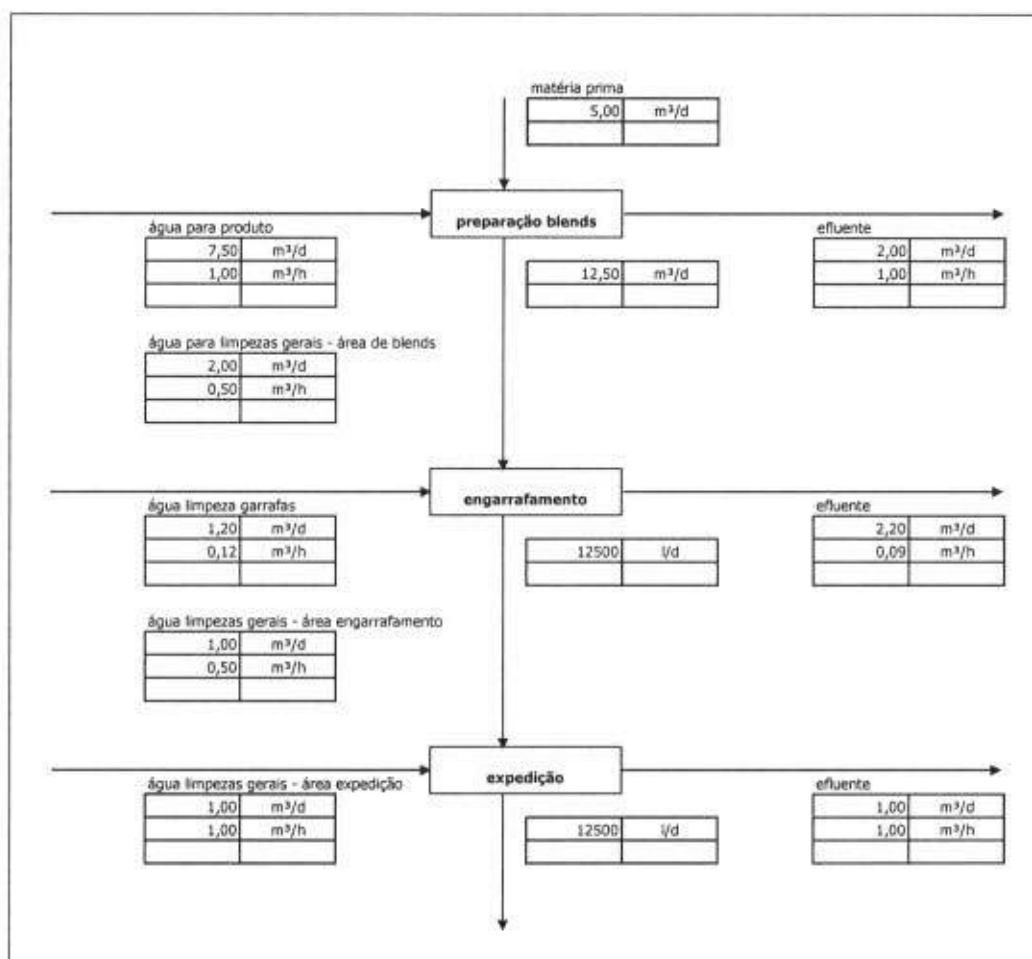 matéria prima
5,00 m³/d
preparação blends
água para produto
7,50 m³/d
1,00 m³/h
efluente
2,00 m³/d
1,00 m³/h
12,50 m³/d
água para limpezas gerais - área de blends
2,00 m³/d
0,50 m³/h
engarrafamento
água limpeza garrafas
1,20 m³/d
0,12 m³/h
efluente
2,20 m³/d
0,09 m³/h
12500 l/d
água limpezas gerais - área engarrafamento
1,00 m³/d
0,50 m³/h
expedição
água limpezas gerais - área expedição
1,00 m³/d
1,00 m³/h
efluente
1,00 m³/d
1,00 m³/h
12500 l/d